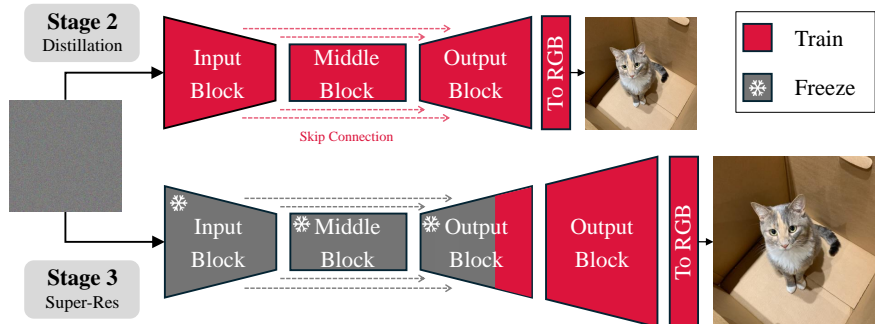 Stage 2
Distillation
Input
Block
Middle
Block
Output
Block
To RGB
Skip Connection
Train
Freeze
Input
Block
Middle
Block
Output
Block
Output
Block
To RGB
Stage 3
Super-Res